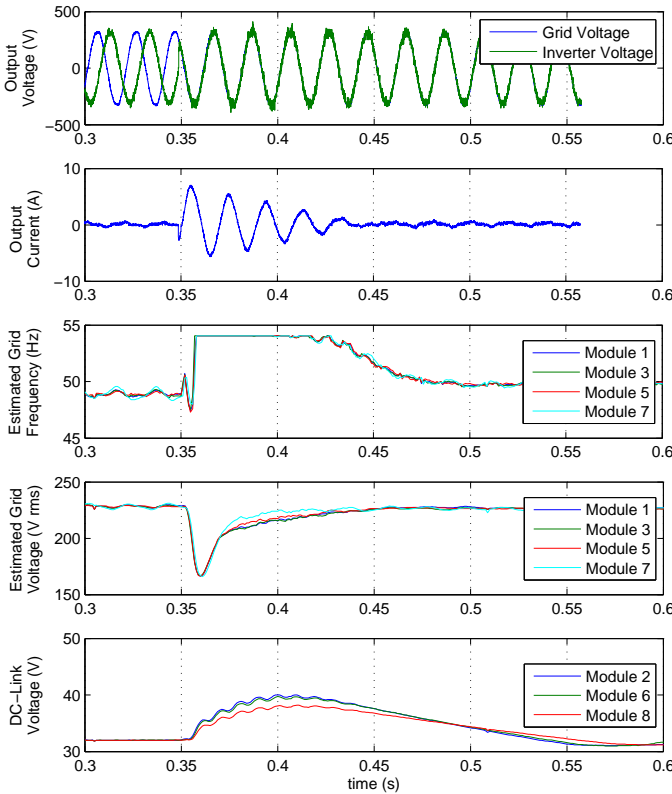 Output
Voltage (V)
500
0
−500
Grid Voltage
Inverter Voltage
0.3 0.35 0.4 0.45 0.5 0.55 0.6
Output
Current (A)
10
0
−10
0.3 0.35 0.4 0.45 0.5 0.55 0.6
Estimated Grid
Frequency (Hz)
55
50
45
Module 1
Module 3
Module 5
Module 7
0.3 0.35 0.4 0.45 0.5 0.55 0.6
Estimated Grid
Voltage (V rms)
250
200
150
Module 1
Module 3
Module 5
Module 7
0.3 0.35 0.4 0.45 0.5 0.55 0.6
DC−Link
Voltage (V)
50
40
30
Module 2
Module 6
Module 8
0.3 0.35 0.4 0.45 0.5 0.55 0.6
time (s)